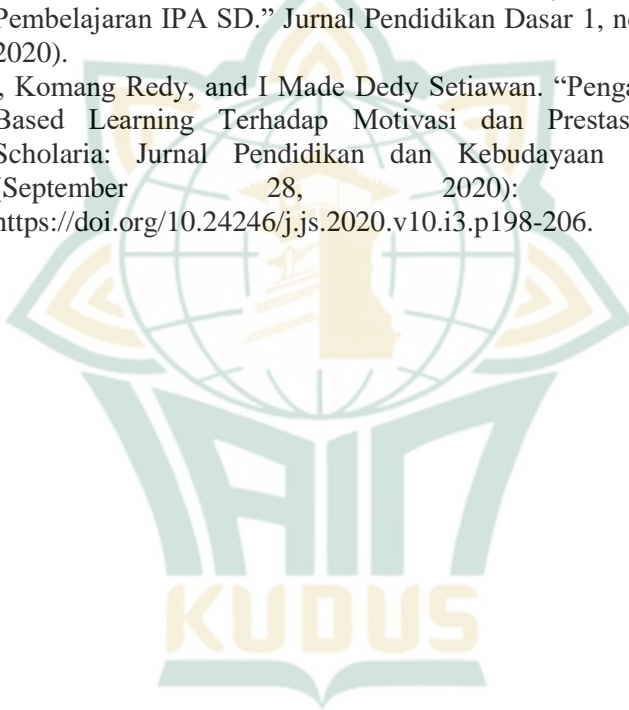 Pembelajaran IPA SD.” Jurnal Pendidikan Dasar 1, no
2020).
, Komang Redy, and I Made Dedy Setiawan. “Penga
Based Learning Terhadap Motivasi dan Prestas
Scholaria: Jurnal Pendidikan dan Kebudayaan
(September 28, 2020):
https://doi.org/10.24246/j.js.2020.v10.i3.p198-206.
IAIN
KUDUS